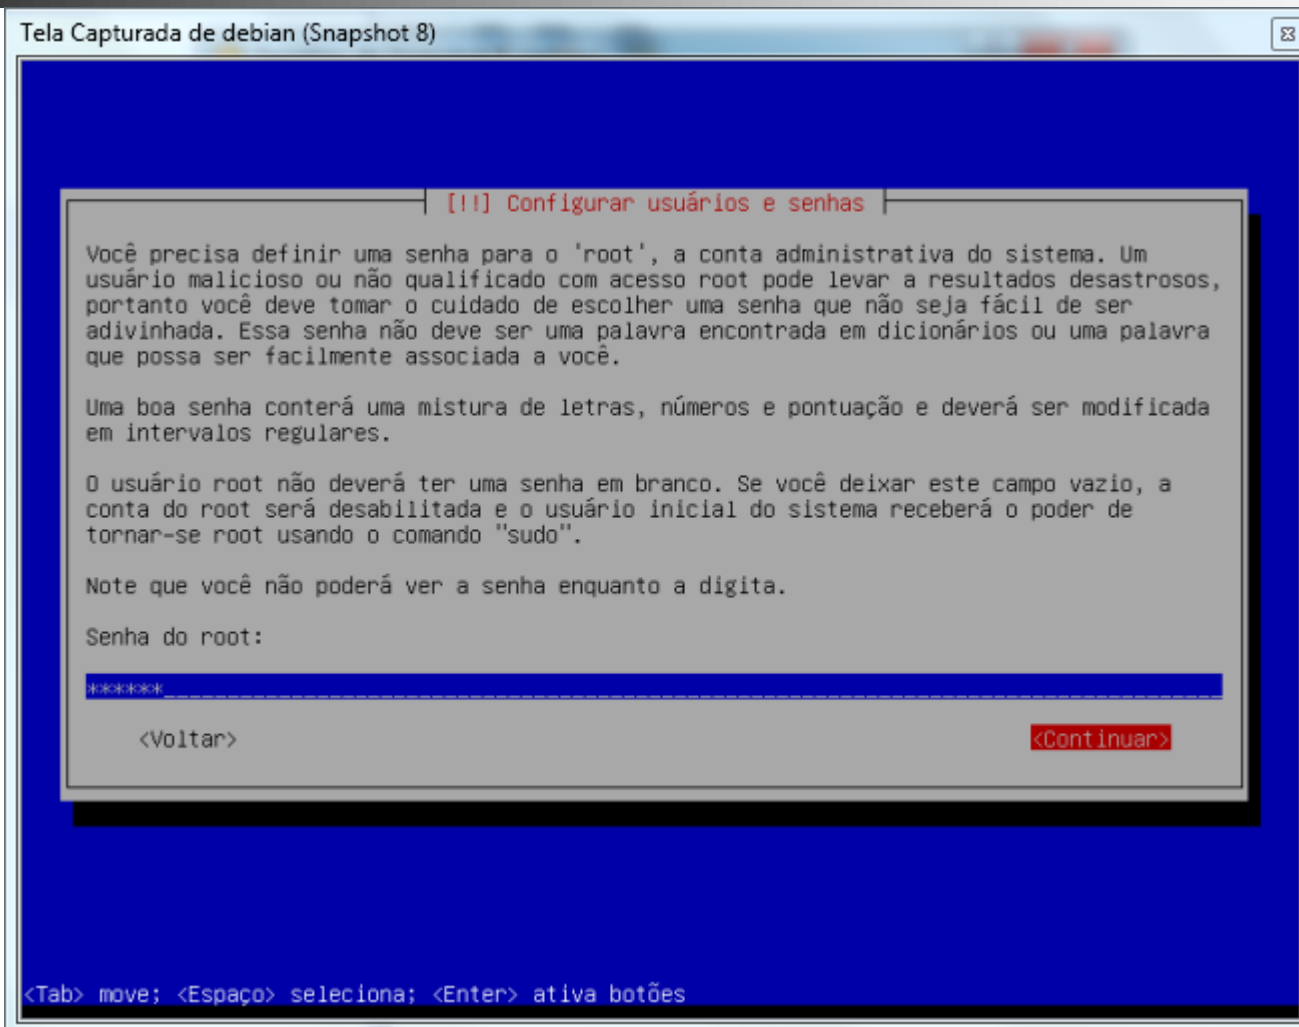 Tela Capturada de debian (Snapshot 8)
[!!] Configurar usuários e senhas
Você precisa definir uma senha para o 'root', a conta administrativa do sistema. Um
usuário malicioso ou não qualificado com acesso root pode levar a resultados desastrosos,
portanto você deve tomar o cuidado de escolher uma senha que não seja fácil de ser
adivinhada. Essa senha não deve ser uma palavra encontrada em dicionários ou uma palavra
que possa ser facilmente associada a você.
Uma boa senha conterá uma mistura de letras, números e pontuação e deverá ser modificada
em intervalos regulares.
O usuário root não deverá ter uma senha em branco. Se você deixar este campo vazio, a
conta do root será desabilitada e o usuário inicial do sistema receberá o poder de
tornar-se root usando o comando "sudo".
Note que você não poderá ver a senha enquanto a digita.
Senha do root:
******
<Voltar> <Continuar>
<Tab> move; <Espaço> seleciona; <Enter> ativa botões